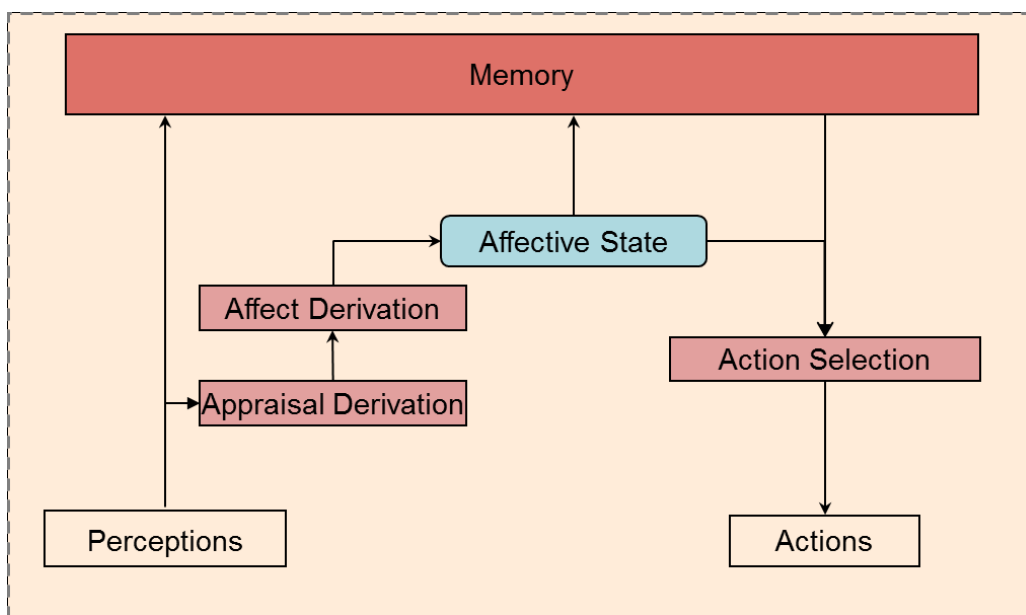 Memory
Affective State
Affect Derivation
Action Selection
Appraisal Derivation
Perceptions
Actions